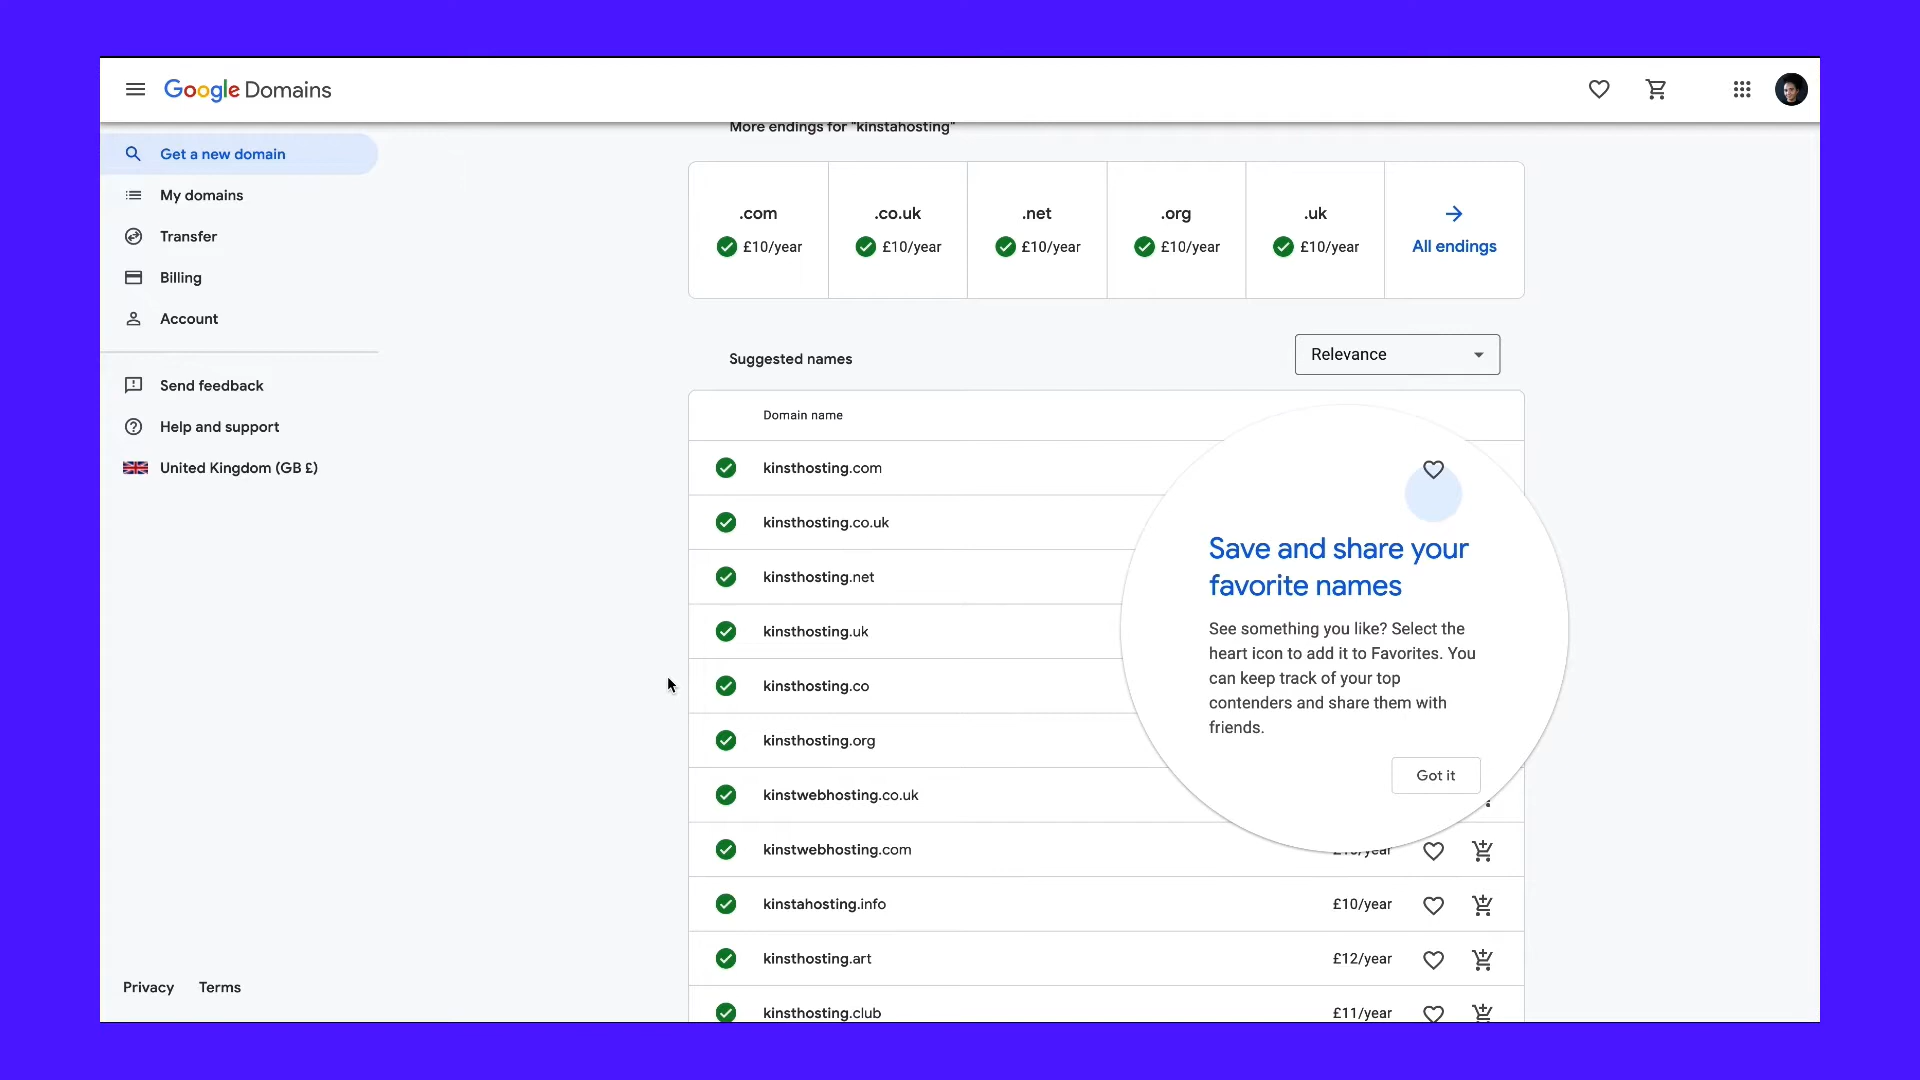 Google Domains
More endings for "kinstahosting"
Get a new domain
My domains
Transfer
Billing
Account
Send feedback
Help and support
United Kingdom (GB £)
Privacy Terms
.com .co.uk .net .org .uk
£10/year £10/year £10/year £10/year £10/year All endings
Suggested names
Relevance
Domain name
kinsthosting.com
kinsthosting.co.uk
kinsthosting.net
kinsthosting.uk
kinsthosting.co
kinsthosting.org
kinstwebhosting.co.uk
kinstwebhosting.com
kinstahosting.info £10/year
kinsthosting.art £12/year
kinsthosting.club £11/year
Save and share your
favorite names
See something you like? Select the
heart icon to add it to Favorites. You
can keep track of your top
contenders and share them with
friends.
Got it